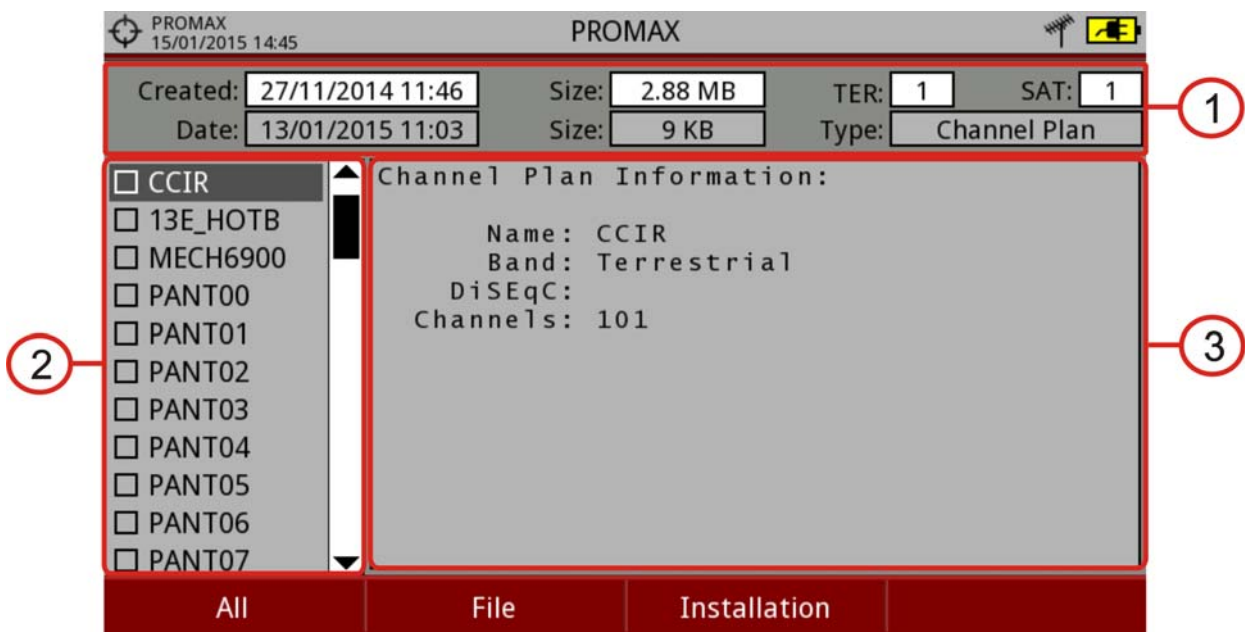 PROMAX
15/01/2015 14:45
PROMAX
Created: 27/11/2014 11:46 Size: 2.88 MB TER: 1 SAT: 1
Date: 13/01/2015 11:03 Size: 9 KB Type: Channel Plan
1
CCIR
13E_HOTB
MECH6900
PANT00
PANT01
PANT02
PANT03
PANT04
PANT05
PANT06
PANT07
2
Channel Plan Information:
Name: CCIR
Band: Terrestrial
DiSEqC:
Channels: 101
3
All File Installation